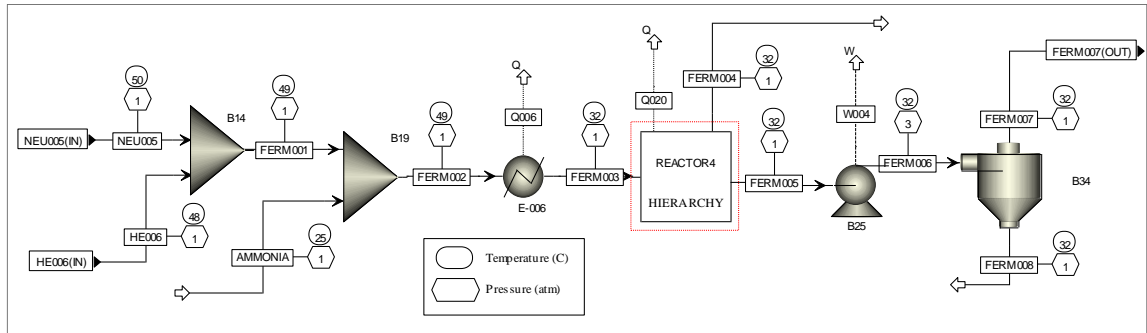 NEU005(IN)
50
1
NEU005
B14
49
1
FERM001
HE006(IN)
HE006
48
1
AMMONIA
25
1
B19
49
1
FERM002
Q
Q006
E-006
32
1
FERM003
Q
Q020
REACTOR4
HIERARCHY
FERM004
32
1
32
1
FERM005
W
W004
B25
32
3
FERM006
FERM007(OUT)
FERM007
32
1
B34
FERM008
32
1
Temperature (C)
Pressure (atm)